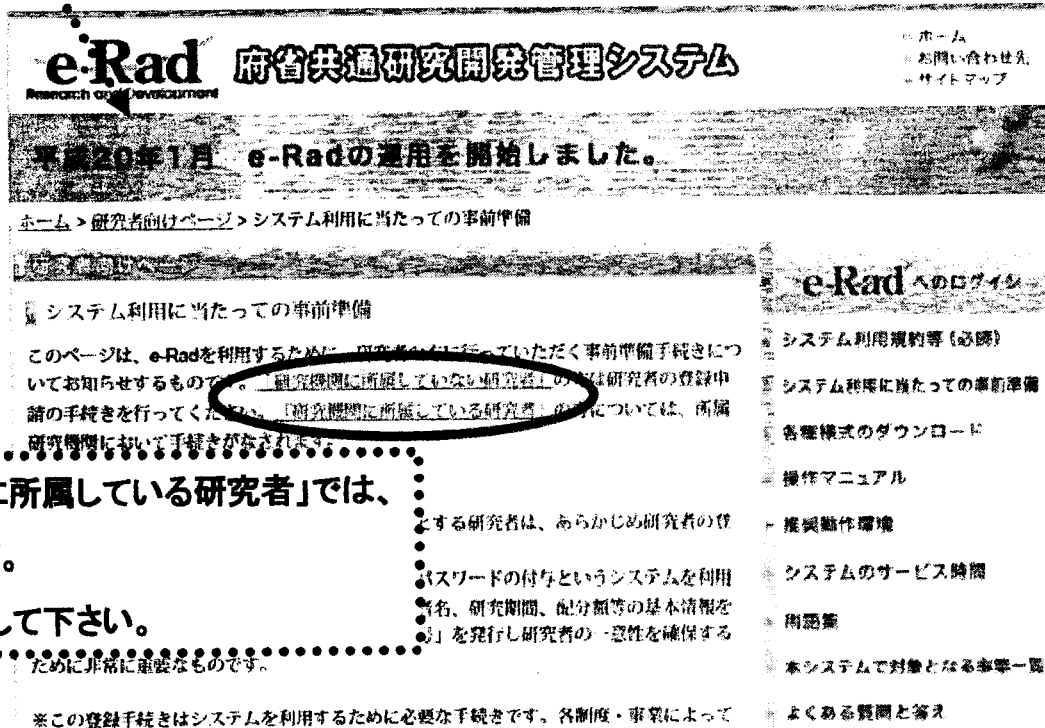 e-Rad 府省共通研究開発管理システム
Research and Development
ホーム
お問い合わせ先
サイトマップ
平成20年1月 e-Radの運用を開始しました。
ホーム > 研究者向けページ > システム利用に当たっての事前準備
システム利用に当たっての事前準備
このページは、e-Radを利用するために、研究者の方に行っていただく事前準備手続きにつ
いてお知らせするものです。「研究機関に所属していない研究者」の方は研究者の登録申
請の手続きを行ってください。「研究機関に所属している研究者」の方については、所属
研究機関において手続きがなされます。
に所属している研究者」では、
。
して下さい。
とする研究者は、あらかじめ研究者の登
パスワードの付与というシステムを利用
者名、研究期間、配分額等の基本情報を
号」を発行し研究者の一意性を確保する
ために非常に重要なものです。
※この登録手続きはシステムを利用するために必要な手続きです。各制度・事業によって
e-Rad へのログイン
システム利用規約等(必読)
システム利用に当たっての事前準備
各種様式のダウンロード
操作マニュアル
推奨動作環境
システムのサービス時間
用語集
本システムで対象となる事業一覧
よくある質問と答え